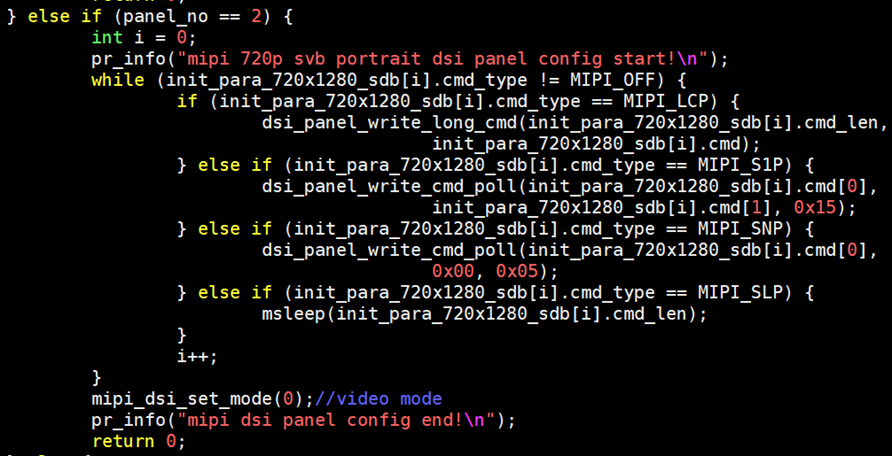 } else if (panel_no == 2) {
int i = 0;
pr_info("mipi 720p svb portrait dsi panel config start!\n");
while (init_para_720x1280_sdb[i].cmd_type != MIPI_OFF) {
if (init_para_720x1280_sdb[i].cmd_type == MIPI_LCP) {
dsi_panel_write_long_cmd(init_para_720x1280_sdb[i].cmd_len,
init_para_720x1280_sdb[i].cmd);
} else if (init_para_720x1280_sdb[i].cmd_type == MIPI_S1P) {
dsi_panel_write_cmd_poll(init_para_720x1280_sdb[i].cmd[0],
init_para_720x1280_sdb[i].cmd[1], 0x15);
} else if (init_para_720x1280_sdb[i].cmd_type == MIPI_SNP) {
dsi_panel_write_cmd_poll(init_para_720x1280_sdb[i].cmd[0],
0x00, 0x05);
} else if (init_para_720x1280_sdb[i].cmd_type == MIPI_SLP) {
msleep(init_para_720x1280_sdb[i].cmd_len);
}
i++;
}
mipi_dsi_set_mode(0);//video mode
pr_info("mipi dsi panel config end!\n");
return 0;